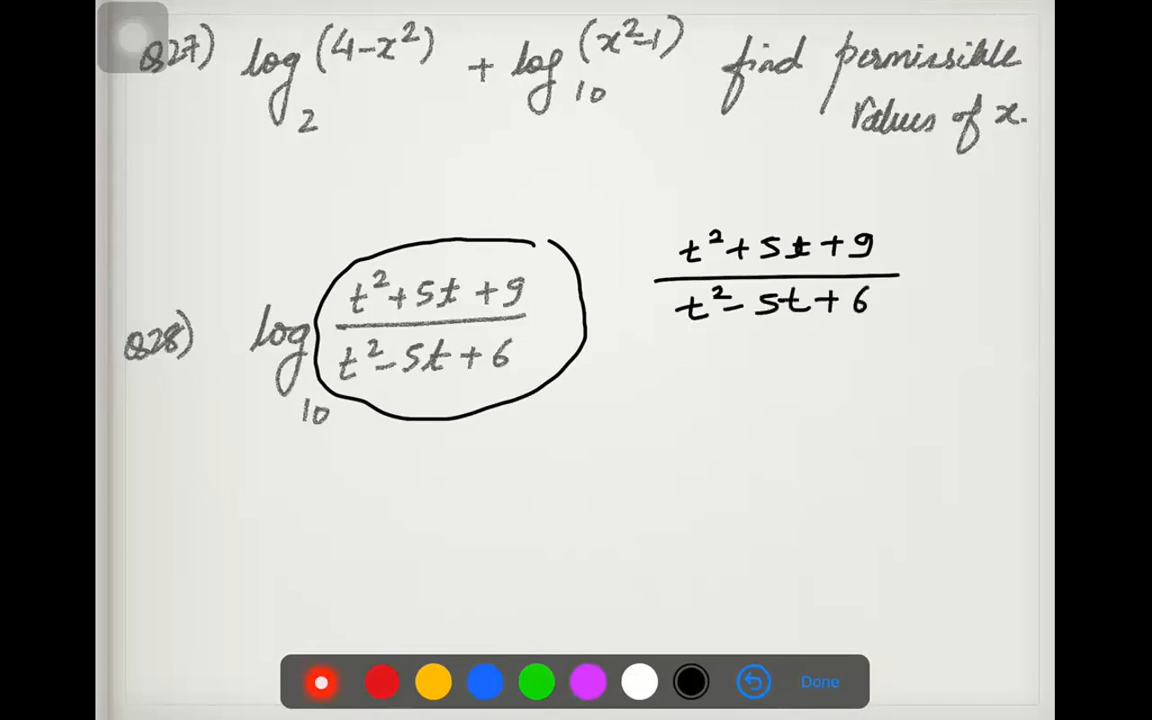 Q27) log₂(4-x²) + log₁₀(x²-1) find permissible
values of x.
t²+5t+9
t²-5t+6
Q28) log₁₀ t²+5t+9
t²-5t+6
Done